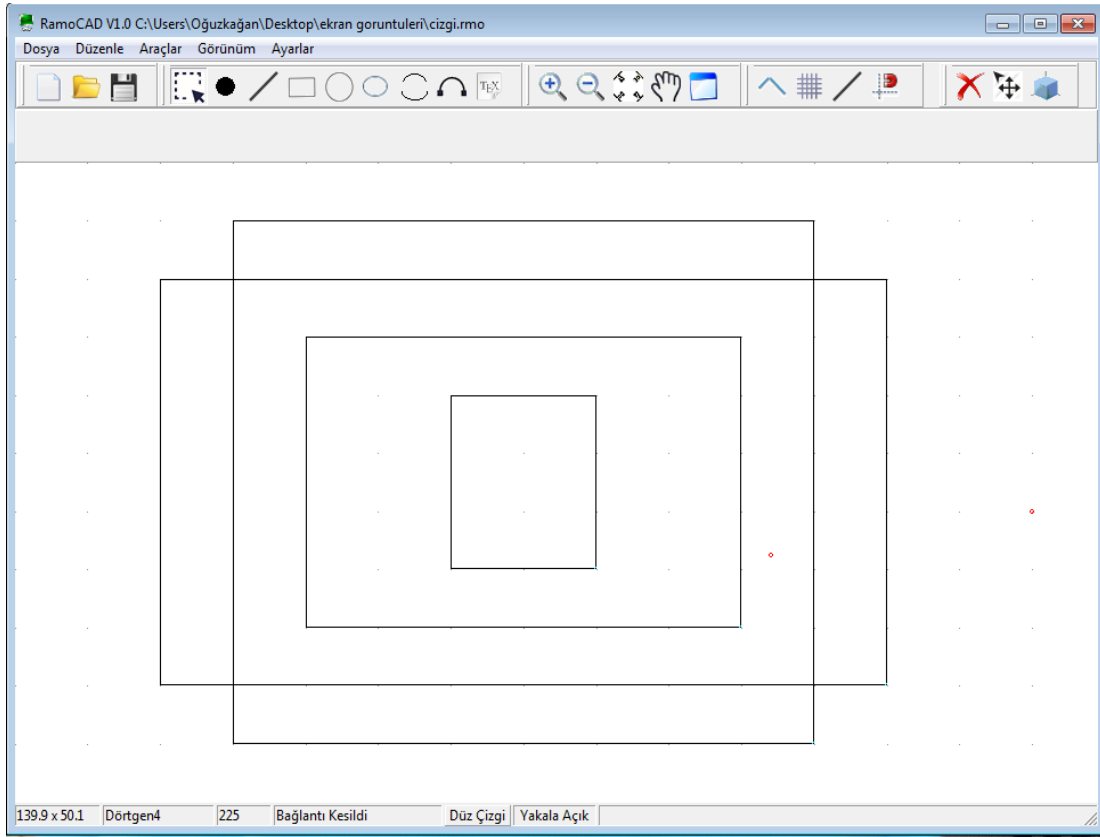 RamoCAD V1.0 C:\Users\Oğuzkağan\Desktop\ekran goruntuleri\cizgi.rmo
Dosya Düzenle Araçlar Görünüm Ayarlar
TEX
139.9 x 50.1 Dörtgen4 225 Bağlantı Kesildi Düz Çizgi Yakala Açık